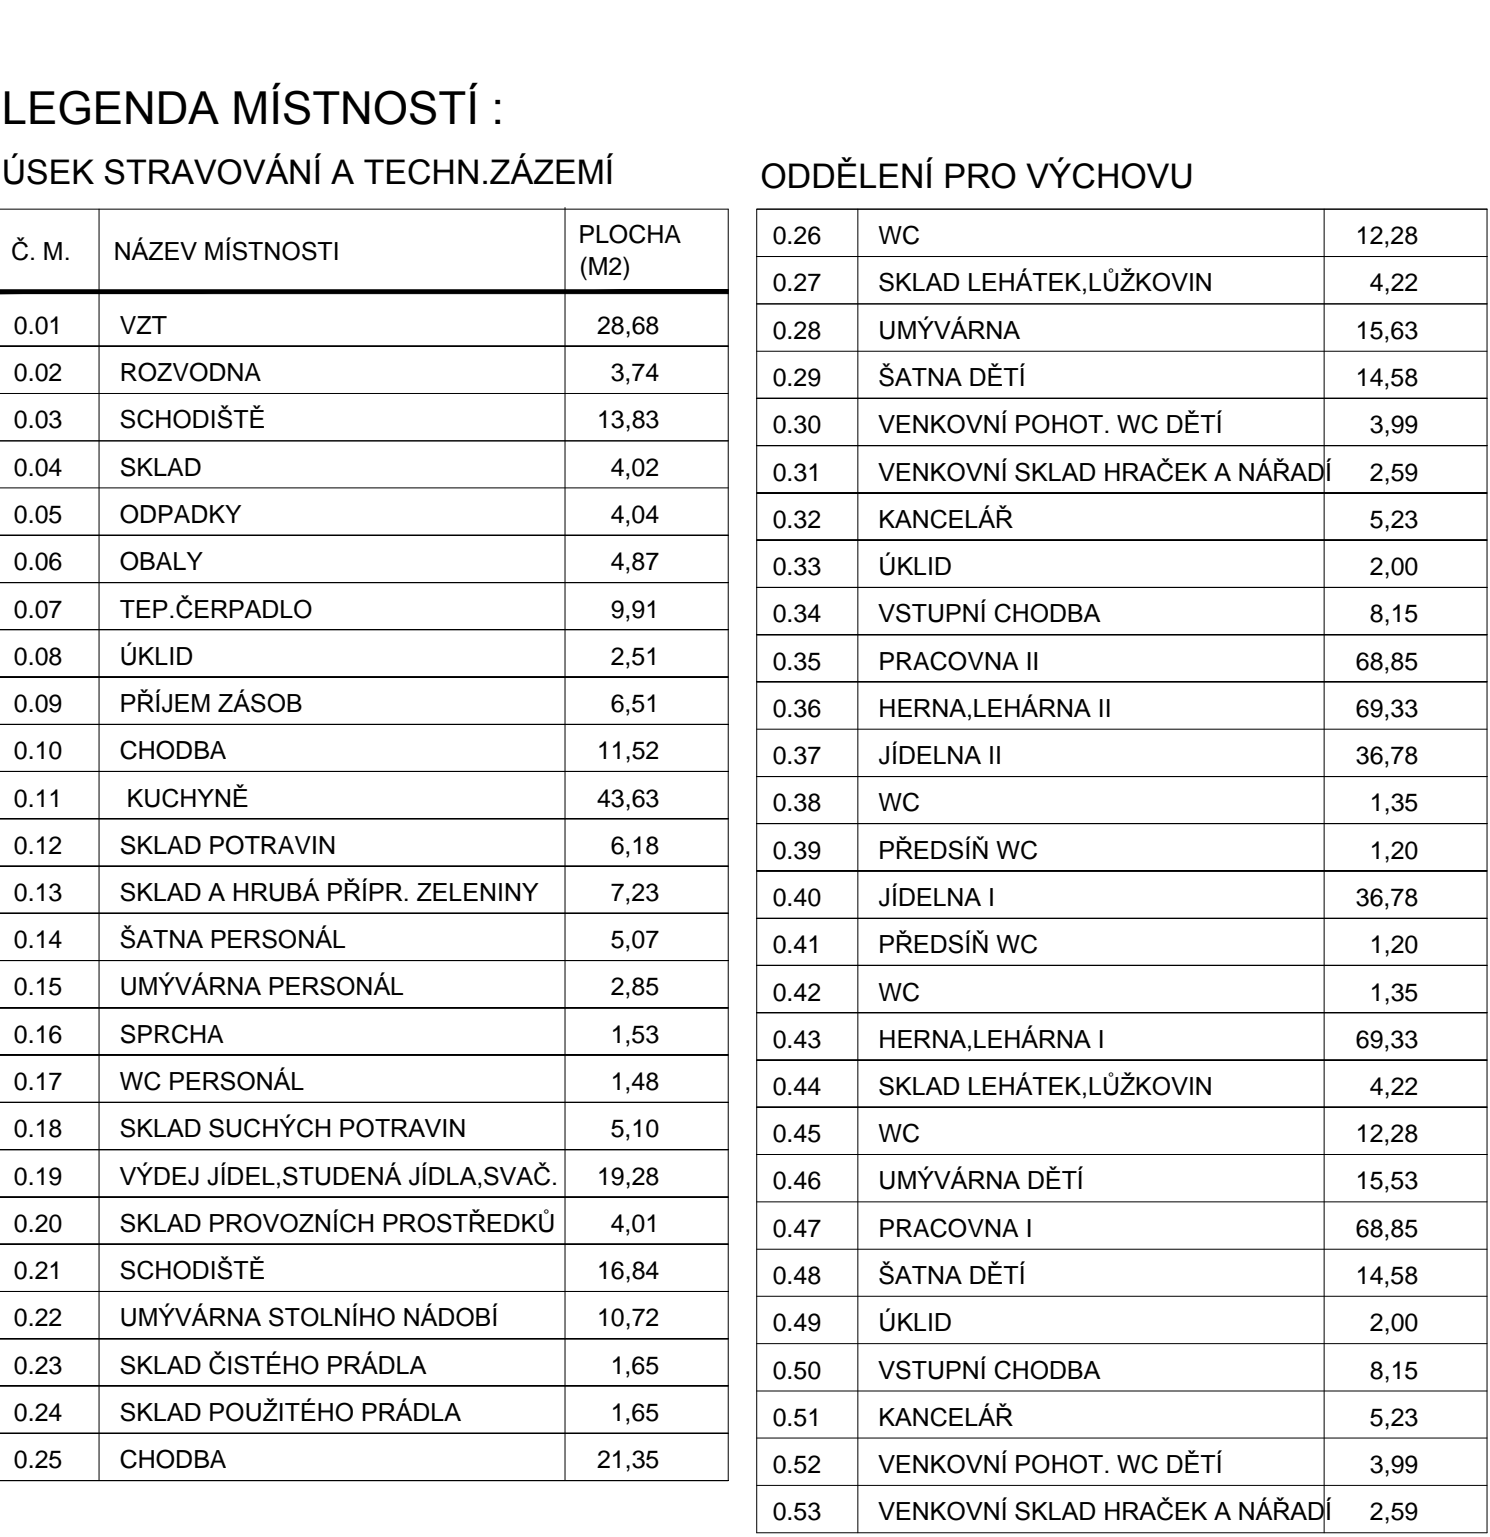 LEGENDA MÍSTNOSTÍ :
ÚSEK STRAVOVÁNÍ A TECHN.ZÁZEMÍ
Č. M. NÁZEV MÍSTNOSTI PLOCHA
(M2)
0.01 VZT 28,68
0.02 ROZVODNA 3,74
0.03 SCHODIŠTĚ 13,83
0.04 SKLAD 4,02
0.05 ODPADKY 4,04
0.06 OBALY 4,87
0.07 TEP.ČERPADLO 9,91
0.08 ÚKLID 2,51
0.09 PŘÍJEM ZÁSOB 6,51
0.10 CHODBA 11,52
0.11 KUCHYNĚ 43,63
0.12 SKLAD POTRAVIN 6,18
0.13 SKLAD A HRUBÁ PŘÍPR. ZELENINY 7,23
0.14 ŠATNA PERSONÁL 5,07
0.15 UMÝVÁRNA PERSONÁL 2,85
0.16 SPRCHA 1,53
0.17 WC PERSONÁL 1,48
0.18 SKLAD SUCHÝCH POTRAVIN 5,10
0.19 VÝDEJ JÍDEL,STUDENÁ JÍDLA,SVAČ. 19,28
0.20 SKLAD PROVOZNÍCH PROSTŘEDKŮ 4,01
0.21 SCHODIŠTĚ 16,84
0.22 UMÝVÁRNA STOLNÍHO NÁDOBÍ 10,72
0.23 SKLAD ČISTÉHO PRÁDLA 1,65
0.24 SKLAD POUŽITÉHO PRÁDLA 1,65
0.25 CHODBA 21,35
ODDĚLENÍ PRO VÝCHOVU
0.26 WC 12,28
0.27 SKLAD LEHÁTEK,LŮŽKOVIN 4,22
0.28 UMÝVÁRNA 15,63
0.29 ŠATNA DĚTÍ 14,58
0.30 VENKOVNÍ POHOT. WC DĚTÍ 3,99
0.31 VENKOVNÍ SKLAD HRAČEK A NÁŘADÍ 2,59
0.32 KANCELÁŘ 5,23
0.33 ÚKLID 2,00
0.34 VSTUPNÍ CHODBA 8,15
0.35 PRACOVNA II 68,85
0.36 HERNA,LEHÁRNA II 69,33
0.37 JÍDELNA II 36,78
0.38 WC 1,35
0.39 PŘEDSÍŇ WC 1,20
0.40 JÍDELNA I 36,78
0.41 PŘEDSÍŇ WC 1,20
0.42 WC 1,35
0.43 HERNA,LEHÁRNA I 69,33
0.44 SKLAD LEHÁTEK,LŮŽKOVIN 4,22
0.45 WC 12,28
0.46 UMÝVÁRNA DĚTÍ 15,53
0.47 PRACOVNA I 68,85
0.48 ŠATNA DĚTÍ 14,58
0.49 ÚKLID 2,00
0.50 VSTUPNÍ CHODBA 8,15
0.51 KANCELÁŘ 5,23
0.52 VENKOVNÍ POHOT. WC DĚTÍ 3,99
0.53 VENKOVNÍ SKLAD HRAČEK A NÁŘADÍ 2,59